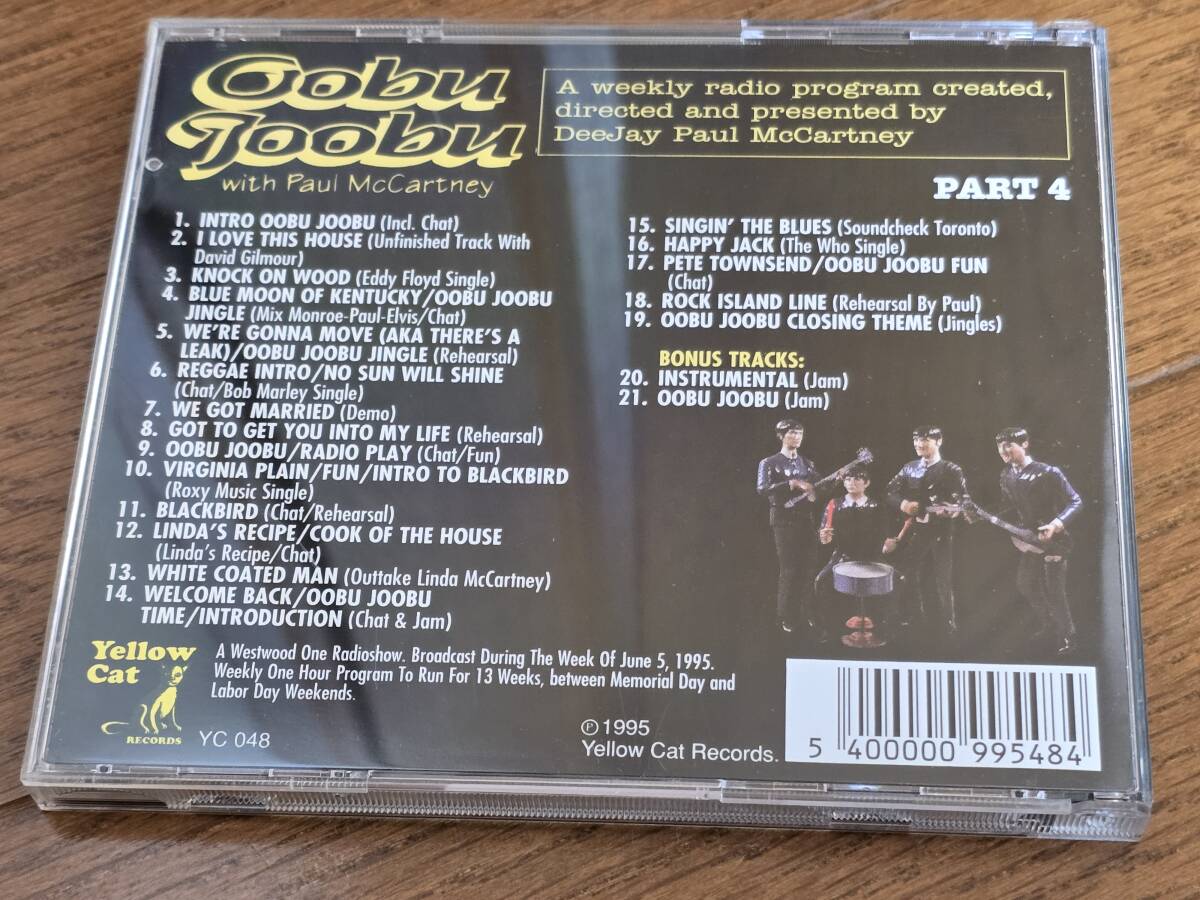 Oobu
Joobu
with Paul McCartney
A weekly radio program created,
directed and presented by
DeeJay Paul McCartney
PART 4
1. INTRO OOBU JOOBU (Incl. Chat)
2. I LOVE THIS HOUSE (Unfinished Track With
David Gilmour)
3. KNOCK ON WOOD (Eddy Floyd Single)
4. BLUE MOON OF KENTUCKY/OOBU JOOBU
JINGLE (Mix Monroe-Paul-Elvis/Chat)
5. WE'RE GONNA MOVE (AKA THERE'S A
LEAK)/OOBU JOOBU JINGLE (Rehearsal)
6. REGGAE INTRO/NO SUN WILL SHINE
(Chat/Bob Marley Single)
7. WE GOT MARRIED (Demo)
8. GOT TO GET YOU INTO MY LIFE (Rehearsal)
9. OOBU JOOBU/RADIO PLAY (Chat/Fun)
10. VIRGINIA PLAIN/FUN/INTRO TO BLACKBIRD
(Roxy Music Single)
11. BLACKBIRD (Chat/Rehearsal)
12. LINDA'S RECIPE/COOK OF THE HOUSE
(Linda's Recipe/Chat)
13. WHITE COATED MAN (Outtake Linda McCartney)
14. WELCOME BACK/OOBU JOOBU
TIME/INTRODUCTION (Chat & Jam)
15. SINGIN' THE BLUES (Soundcheck Toronto)
16. HAPPY JACK (The Who Single)
17. PETE TOWNSEND/OOBU JOOBU FUN
(Chat)
18. ROCK ISLAND LINE (Rehearsal By Paul)
19. OOBU JOOBU CLOSING THEME (Jingles)
BONUS TRACKS:
20. INSTRUMENTAL (Jam)
21. OOBU JOOBU (Jam)
Yellow
Cat
RECORDS
YC 048
A Westwood One Radioshow. Broadcast During The Week Of June 5, 1995.
Weekly One Hour Program To Run For 13 Weeks, between Memorial Day and
Labor Day Weekends.
℗ 1995
Yellow Cat Records.
5 400000 995484